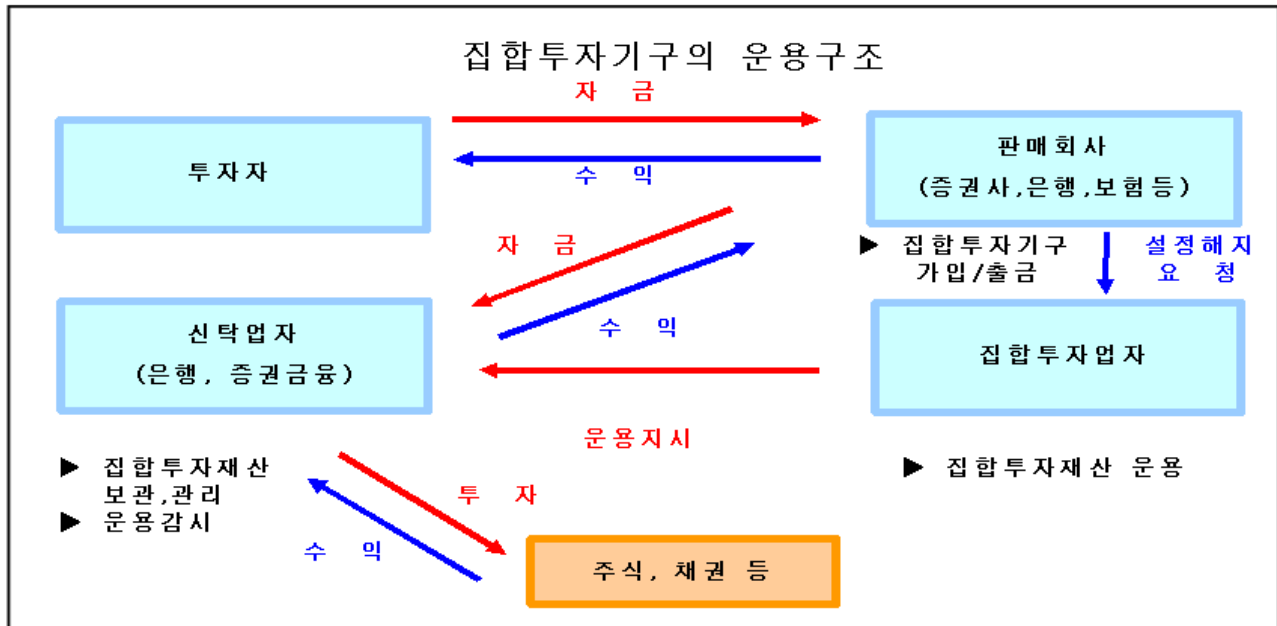 집합투자기구의 운용구조
자 금
투자자
수 익
판매회사
(증권사,은행,보험등)
자 금
▶ 집합투자기구
가입/출금
설정해지
요 청
신탁업자
(은행, 증권금융)
수 익
집합투자업자
운용지시
▶ 집합투자재산
보관,관리
▶ 운용감시
▶ 집합투자재산 운용
투 자
수 익
주식, 채권 등